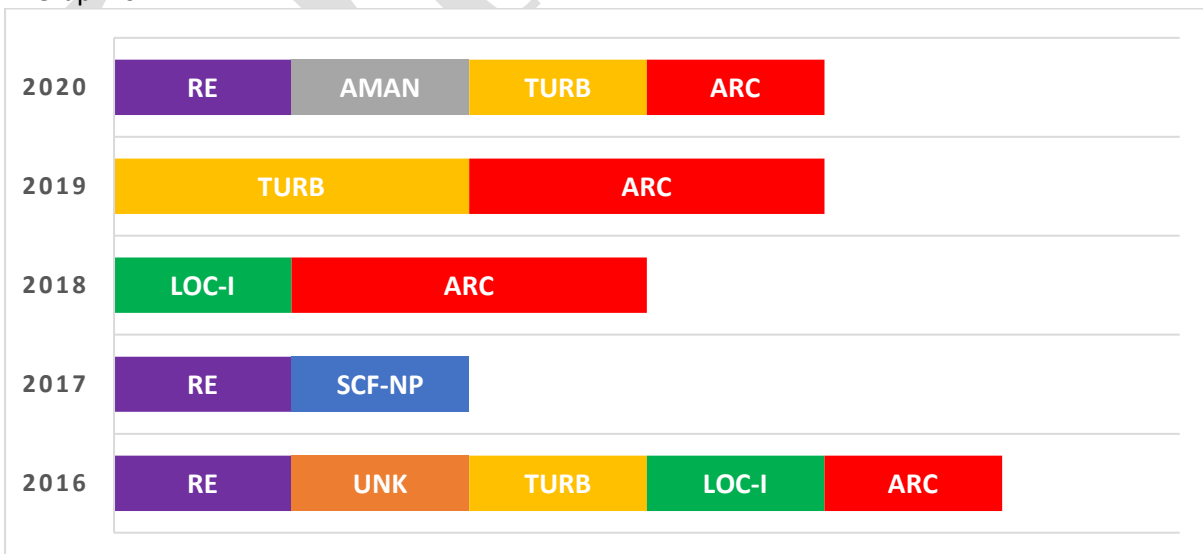 2020 RE AMAN TURB ARC
2019 TURB ARC
2018 LOC-I ARC
2017 RE SCF-NP
2016 RE UNK TURB LOC-I ARC